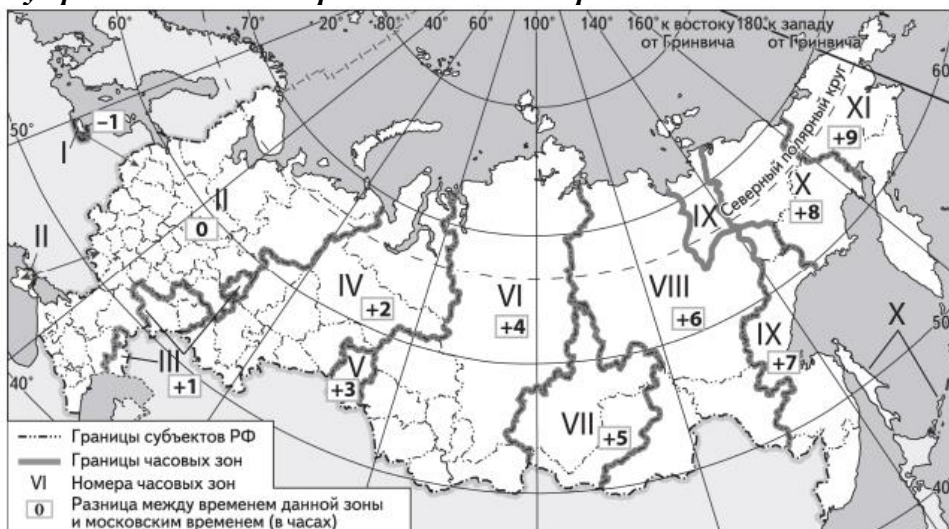 60°
70°
20°
40°
60°
80°
100°
120°
140°
160° к востоку
от Гринвича
180° к западу
от Гринвича
60°
50°
–1
I
Северный полярный круг
XI
+9
II
0
IX
X
+8
II
IV
+2
VI
+4
VIII
+6
X
50°
III
+1
V
+3
IX
+7
40°
VII
+5
40°
Границы субъектов РФ
Границы часовых зон
VI Номера часовых зон
0 Разница между временем данной зоны
и московским временем (в часах)